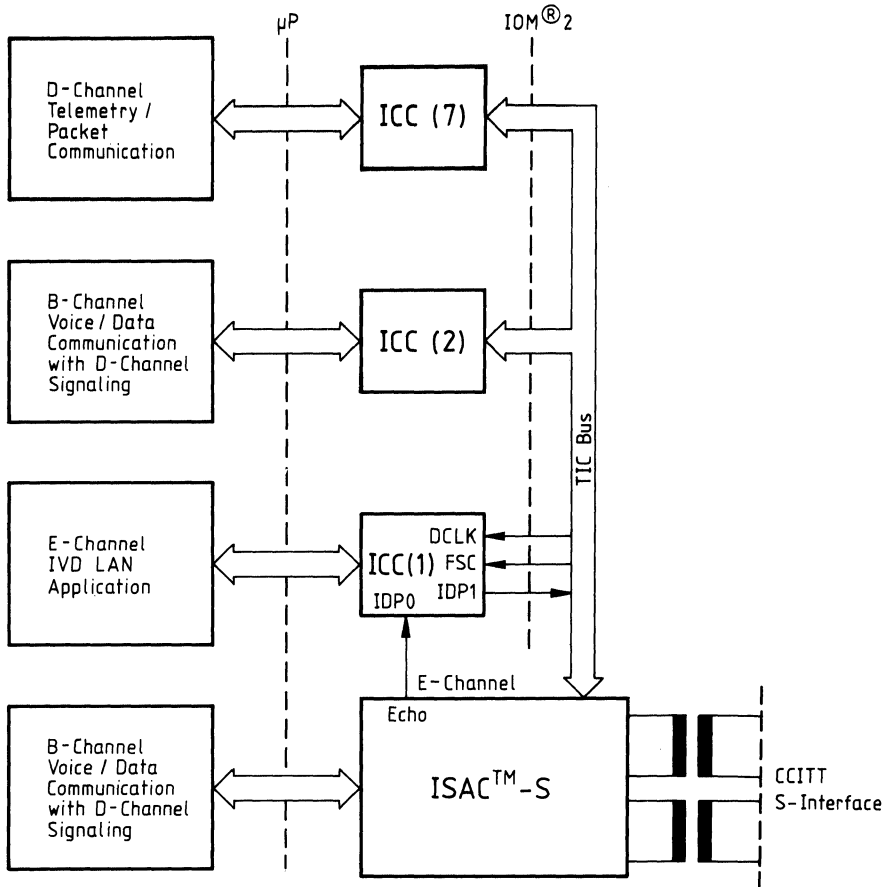 µP
IOM®2
D-Channel
Telemetry /
Packet
Communication
ICC (7)
B-Channel
Voice / Data
Communication
with D-Channel
Signaling
ICC (2)
TIC Bus
E-Channel
IVD LAN
Application
DCLK
ICC(1)
FSC
IDP1
IDP0
E-Channel
Echo
B-Channel
Voice / Data
Communication
with D-Channel
Signaling
ISAC™-S
CCITT
S-Interface